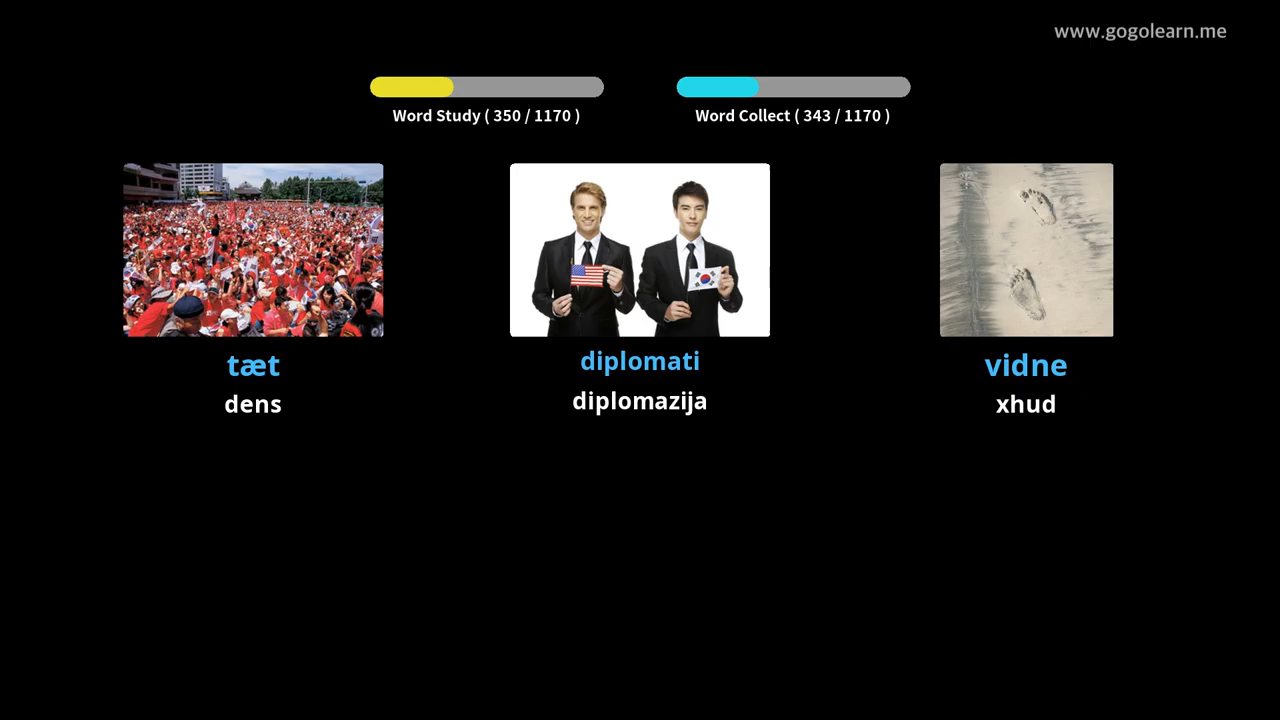 www.gogolearn.me
Word Study ( 350 / 1170 )
Word Collect ( 343 / 1170 )
tæt
diplomati
vidne
dens
diplomazija
xhud